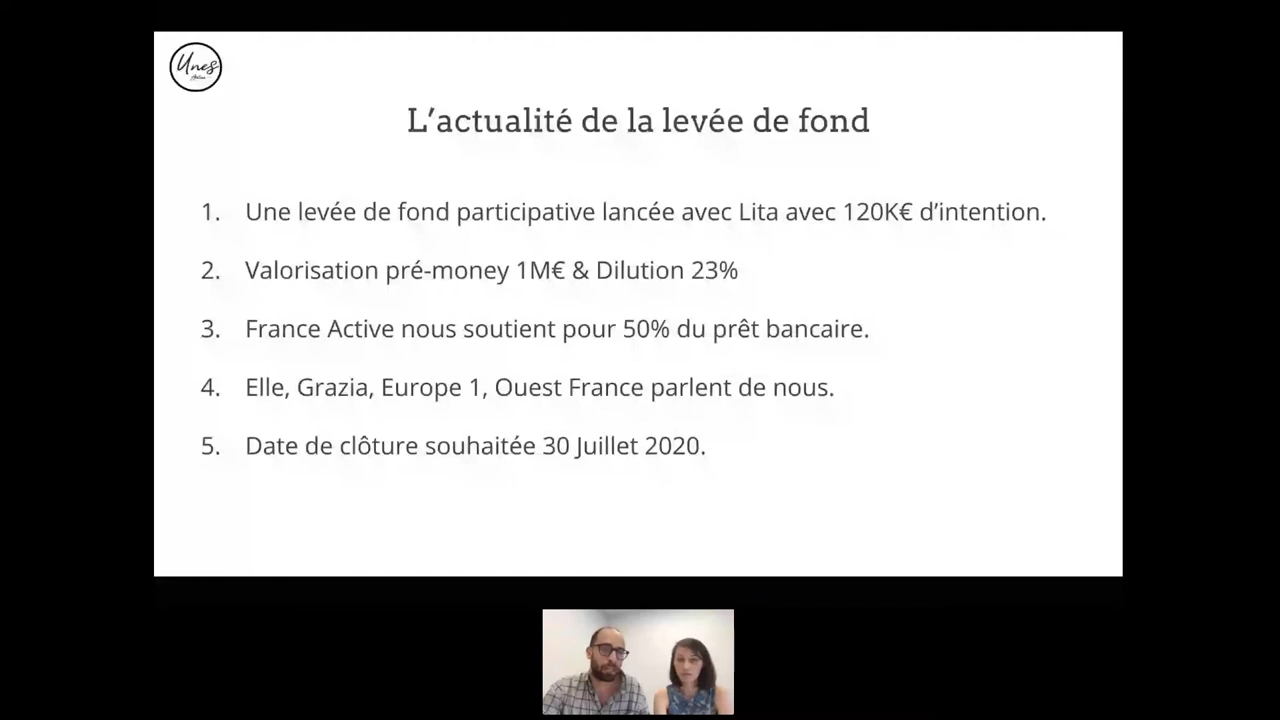 Unes
L'actualité de la levée de fond
1. Une levée de fond participative lancée avec Lita avec 120K€ d'intention.
2. Valorisation pré-money 1M€ & Dilution 23%
3. France Active nous soutient pour 50% du prêt bancaire.
4. Elle, Grazia, Europe 1, Ouest France parlent de nous.
5. Date de clôture souhaitée 30 Juillet 2020.